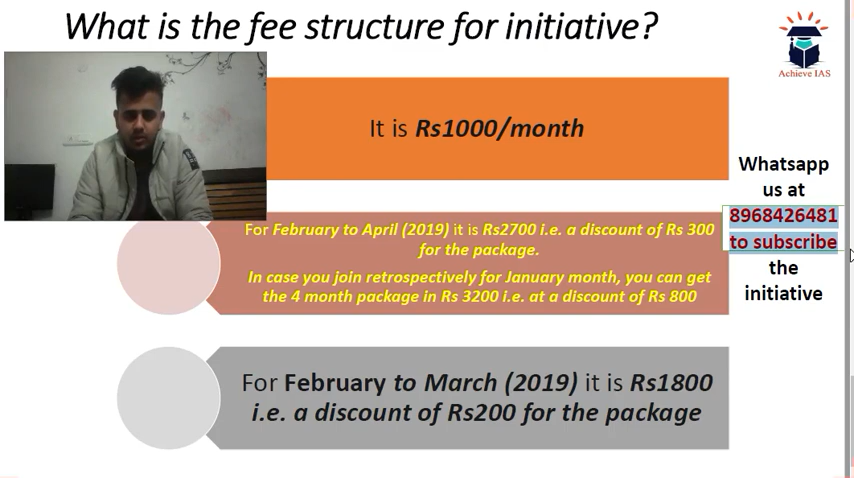 What is the fee structure for initiative?
Achieve IAS
It is Rs1000/month
Whatsapp
us at
8968426481
to subscribe
the
initiative
For February to April (2019) it is Rs2700 i.e. a discount of Rs 300
for the package.
In case you join retrospectively for January month, you can get
the 4 month package in Rs 3200 i.e. at a discount of Rs 800
For February to March (2019) it is Rs1800
i.e. a discount of Rs200 for the package